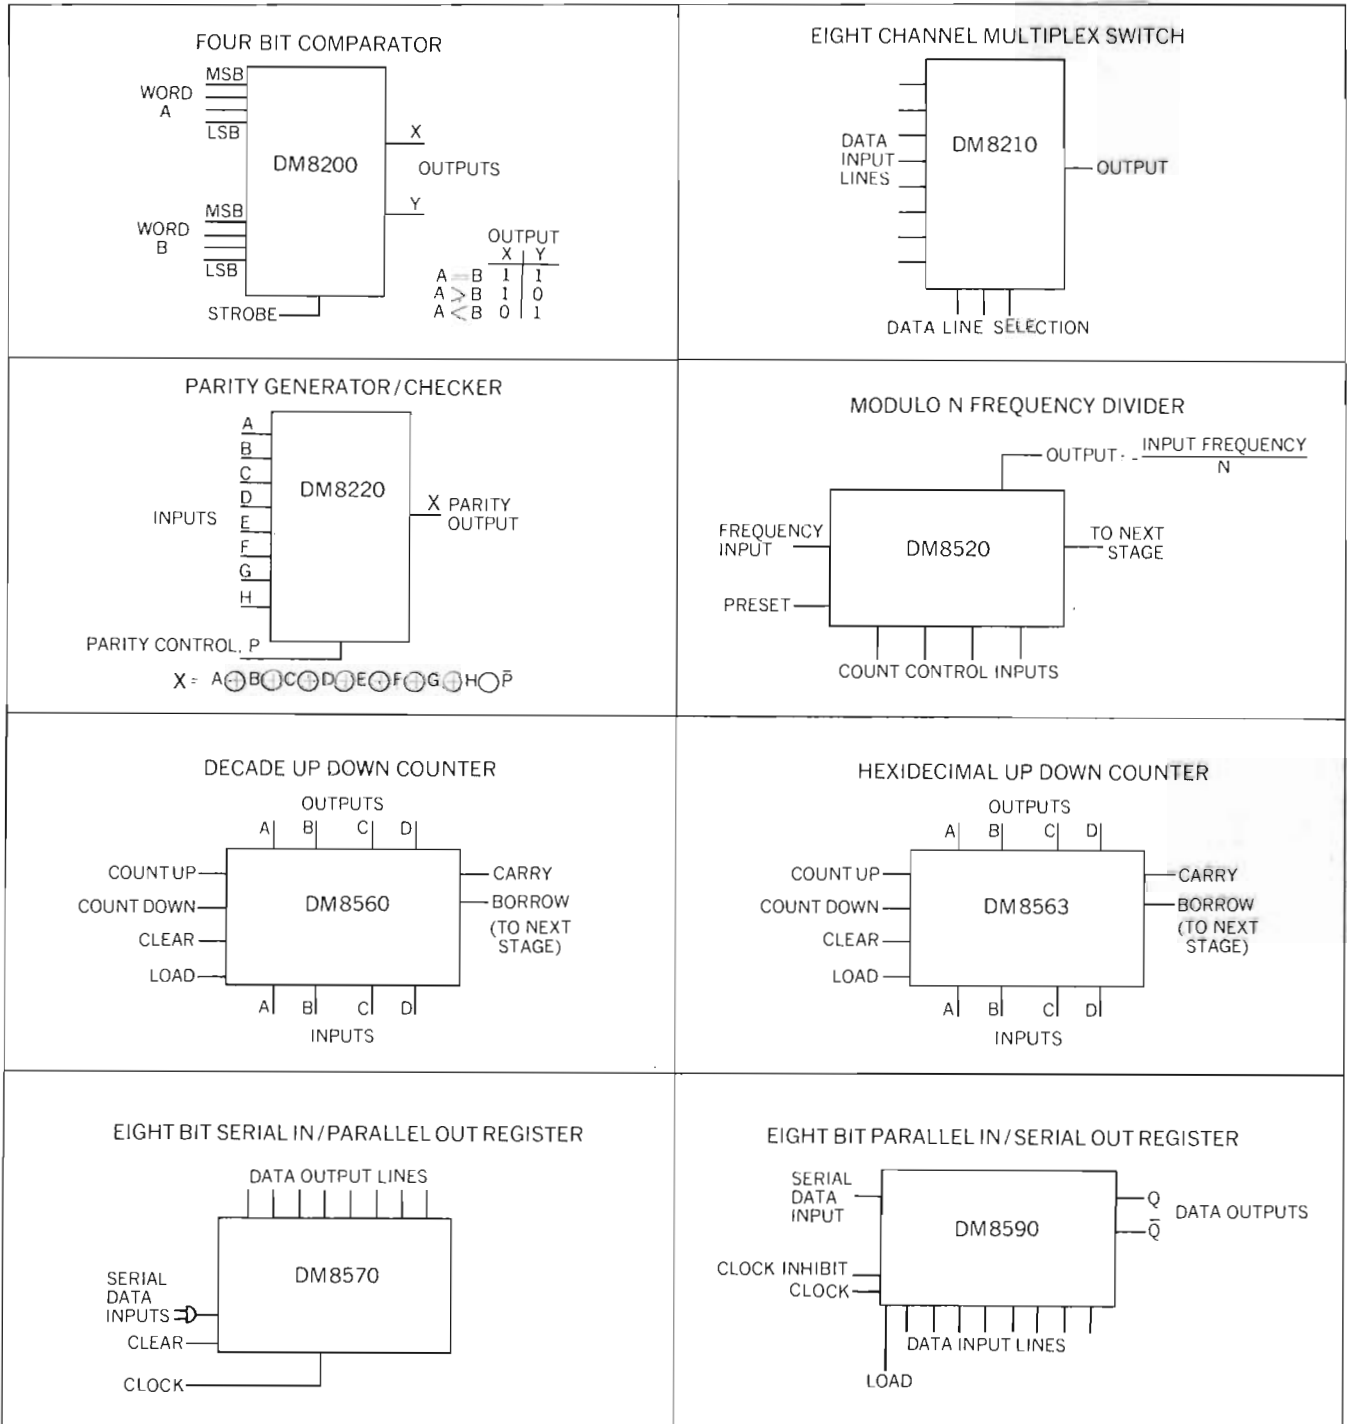 FOUR BIT COMPARATOR
MSB
WORD
A
LSB
DM8200
X
OUTPUTS
Y
MSB
WORD
B
LSB
STROBE
OUTPUT
X Y
A = B 1 1
A > B 1 0
A < B 0 1
EIGHT CHANNEL MULTIPLEX SWITCH
DATA
INPUT
LINES
DM8210
OUTPUT
DATA LINE SELECTION
PARITY GENERATOR/CHECKER
A
B
C
D
E
F
G
H
INPUTS
DM8220
X PARITY
OUTPUT
PARITY CONTROL, P
X = A⊕B⊕C⊕D⊕E⊕F⊕G⊕H○P̄
MODULO N FREQUENCY DIVIDER
OUTPUT = INPUT FREQUENCY
N
FREQUENCY
INPUT
DM8520
TO NEXT
STAGE
PRESET
COUNT CONTROL INPUTS
DECADE UP DOWN COUNTER
OUTPUTS
A B C D
COUNT UP
COUNT DOWN
CLEAR
LOAD
DM8560
CARRY
BORROW
(TO NEXT
STAGE)
A B C D
INPUTS
HEXIDECIMAL UP DOWN COUNTER
OUTPUTS
A B C D
COUNT UP
COUNT DOWN
CLEAR
LOAD
DM8563
CARRY
BORROW
(TO NEXT
STAGE)
A B C D
INPUTS
EIGHT BIT SERIAL IN/PARALLEL OUT REGISTER
DATA OUTPUT LINES
DM8570
SERIAL
DATA
INPUTS
CLEAR
CLOCK
EIGHT BIT PARALLEL IN/SERIAL OUT REGISTER
SERIAL
DATA
INPUT
DM8590
Q
DATA OUTPUTS
Q̄
CLOCK INHIBIT
CLOCK
DATA INPUT LINES
LOAD